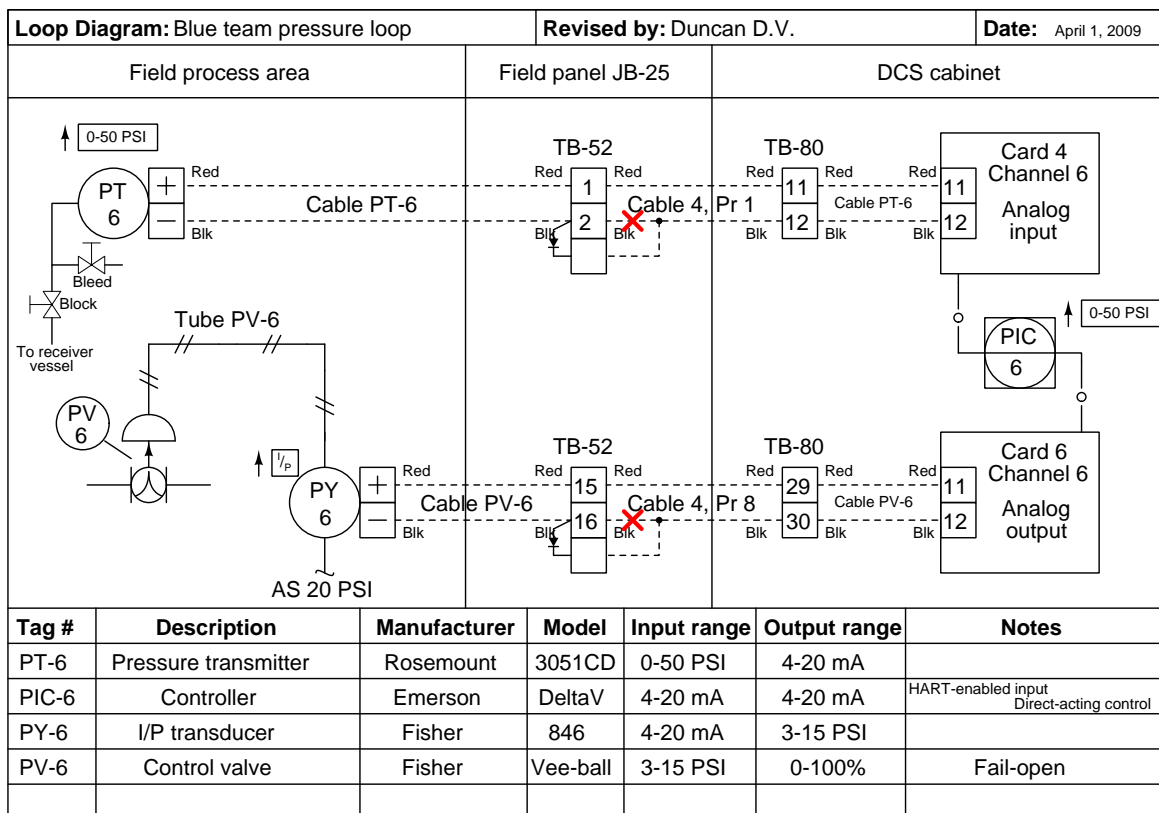 Loop Diagram: Blue team pressure loop Revised by: Duncan D.V. Date: April 1, 2009
Field process area Field panel JB-25 DCS cabinet
0-50 PSI
PT
6
+
−
Red
Blk
Cable PT-6
Bleed
Block
To receiver
vessel
TB-52
Red 1 Red
2
Blk Blk
Cable 4, Pr 1
TB-80
Red 11 Red
12
Blk Blk
Cable PT-6
Red 11
Blk 12
Card 4
Channel 6
Analog
input
0-50 PSI
PIC
6
Tube PV-6
PV
6
I/P
PY
6
+
−
Red
Blk
AS 20 PSI
Cable PV-6
TB-52
Red 15 Red
16
Blk Blk
Cable 4, Pr 8
TB-80
Red 29 Red
30
Blk Blk
Cable PV-6
Red 11
Blk 12
Card 6
Channel 6
Analog
output
Tag # Description Manufacturer Model Input range Output range Notes
PT-6 Pressure transmitter Rosemount 3051CD 0-50 PSI 4-20 mA
PIC-6 Controller Emerson DeltaV 4-20 mA 4-20 mA HART-enabled input
Direct-acting control
PY-6 I/P transducer Fisher 846 4-20 mA 3-15 PSI
PV-6 Control valve Fisher Vee-ball 3-15 PSI 0-100% Fail-open